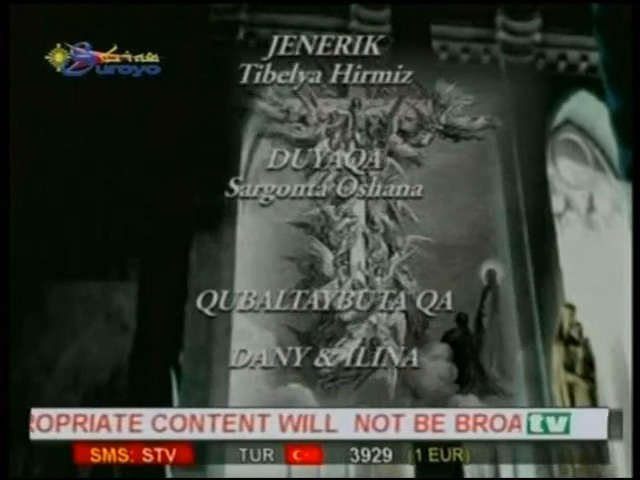 Suroyo
JENERIK
Tibelya Hirmiz
DUYAQA
Sargonta Oshana
QUBALTAYBUTA QA
DANY & ILINA
ROPRIATE CONTENT WILL NOT BE BROA
tv
SMS: STV TUR 3929 (1 EUR)